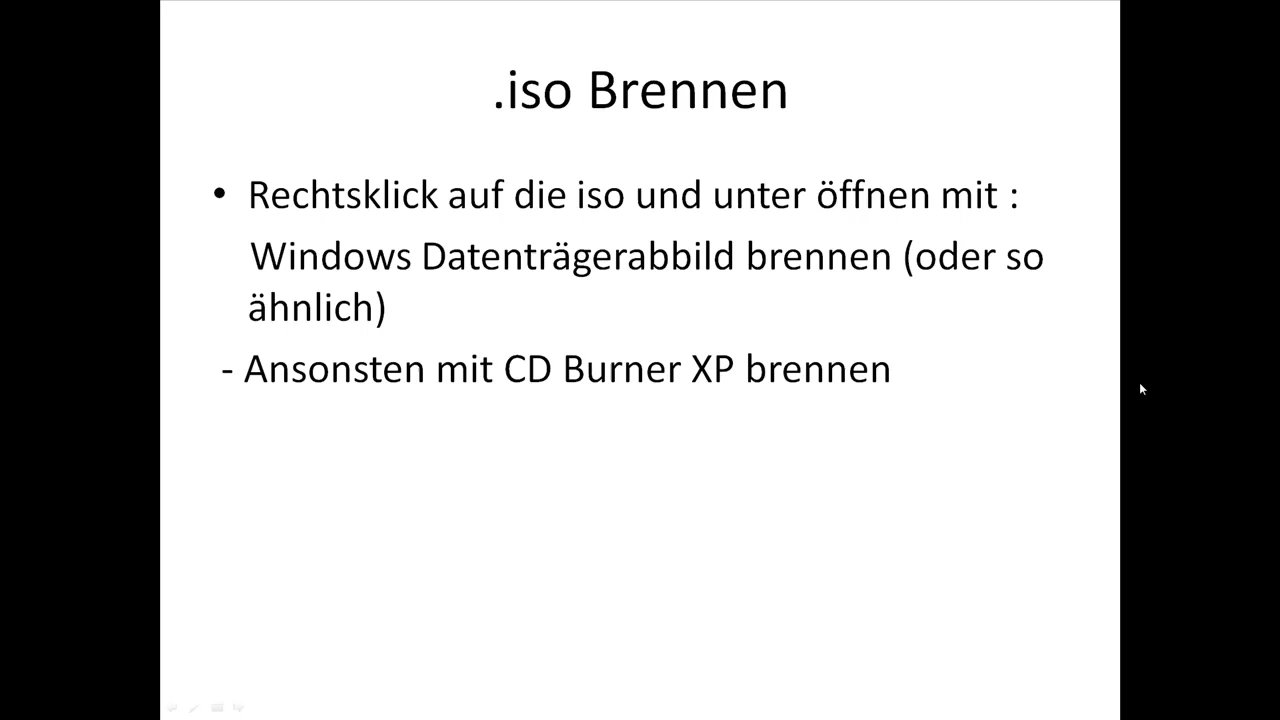 .iso Brennen
• Rechtsklick auf die iso und unter öffnen mit :
Windows Datenträgerabbild brennen (oder so
ähnlich)
- Ansonsten mit CD Burner XP brennen